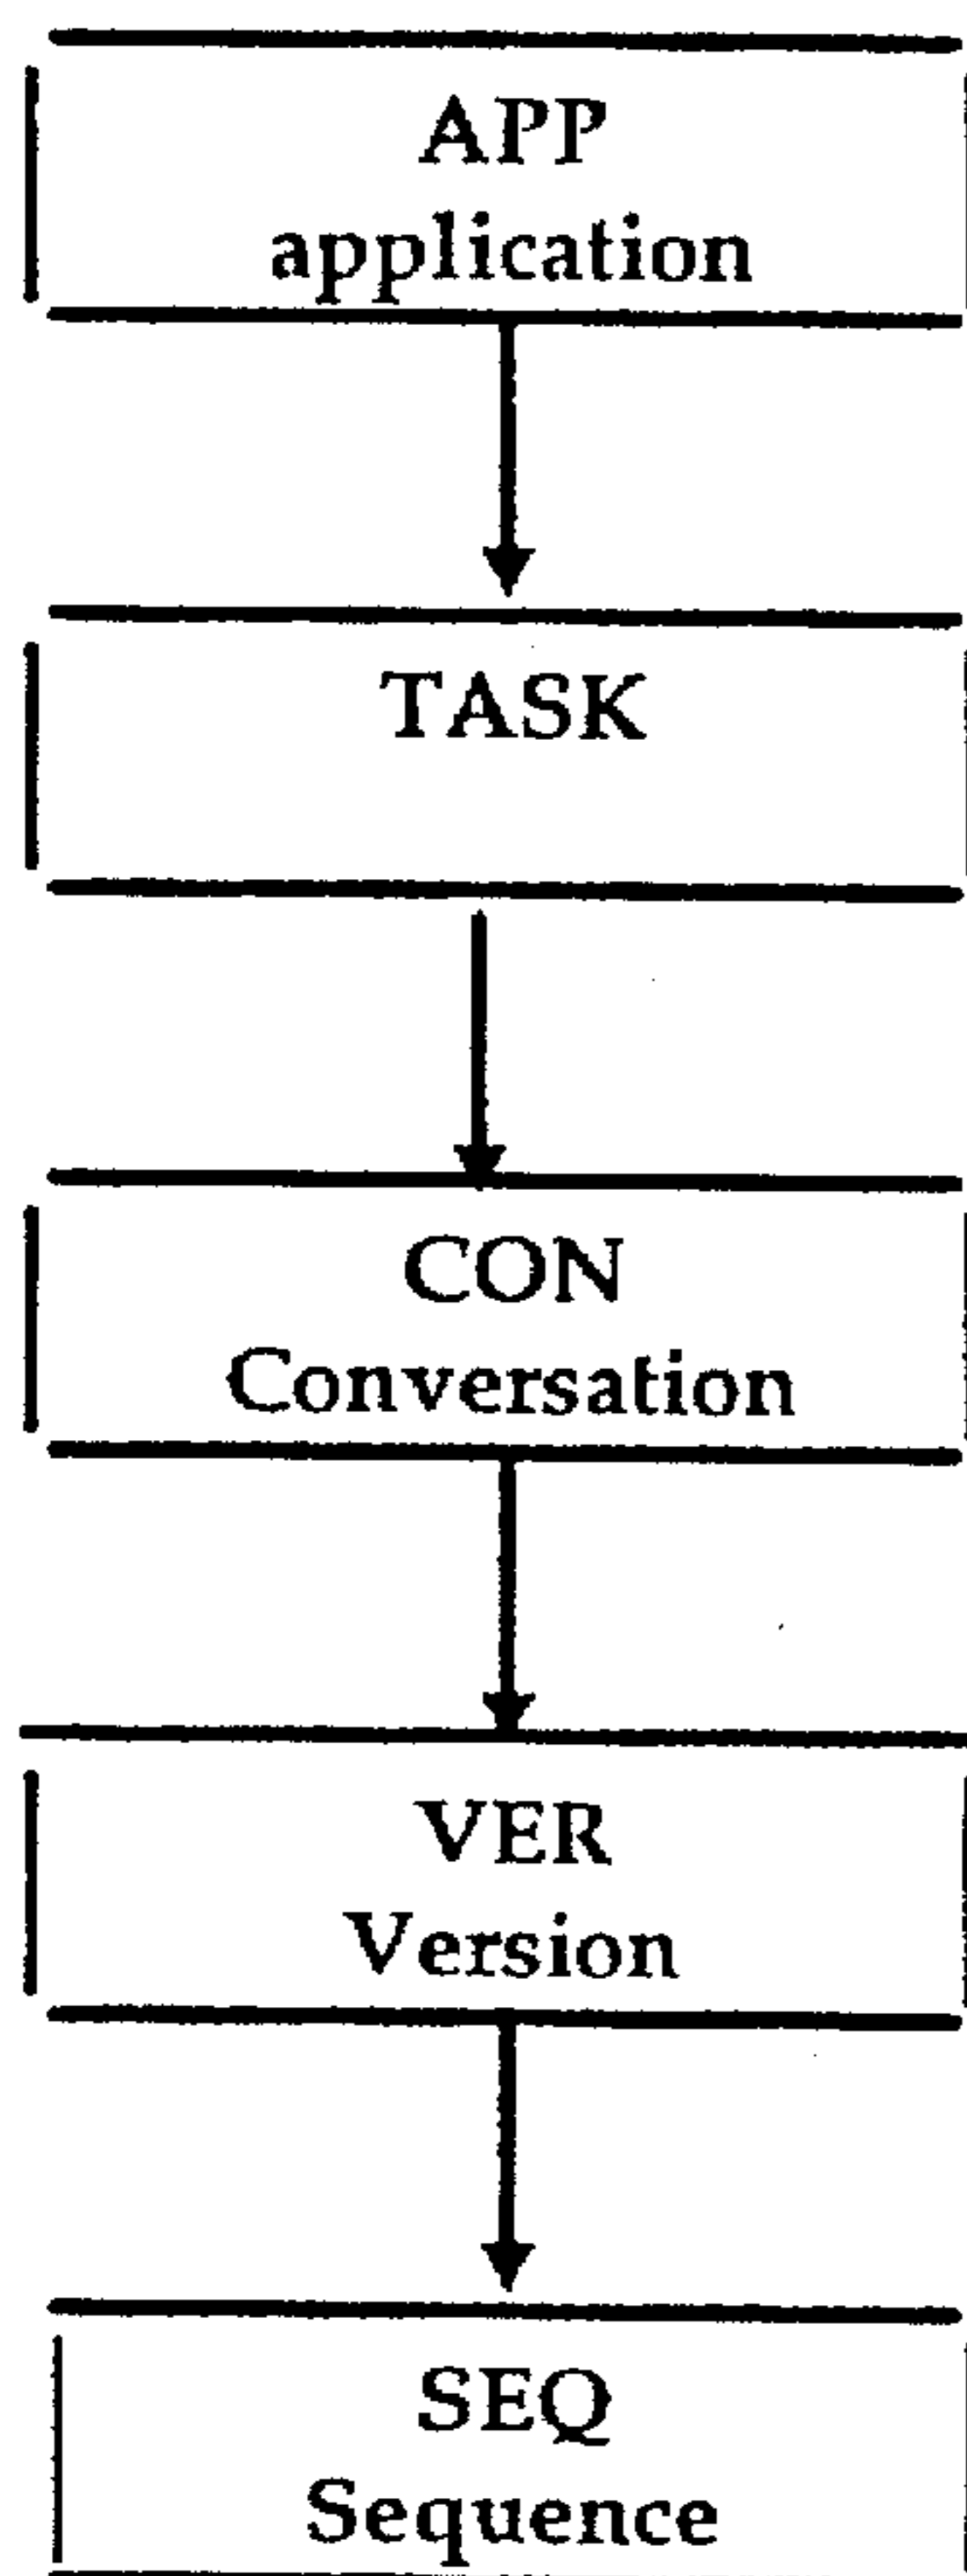 APP
application
TASK
CON
Conversation
VER
Version
SEQ
Sequence